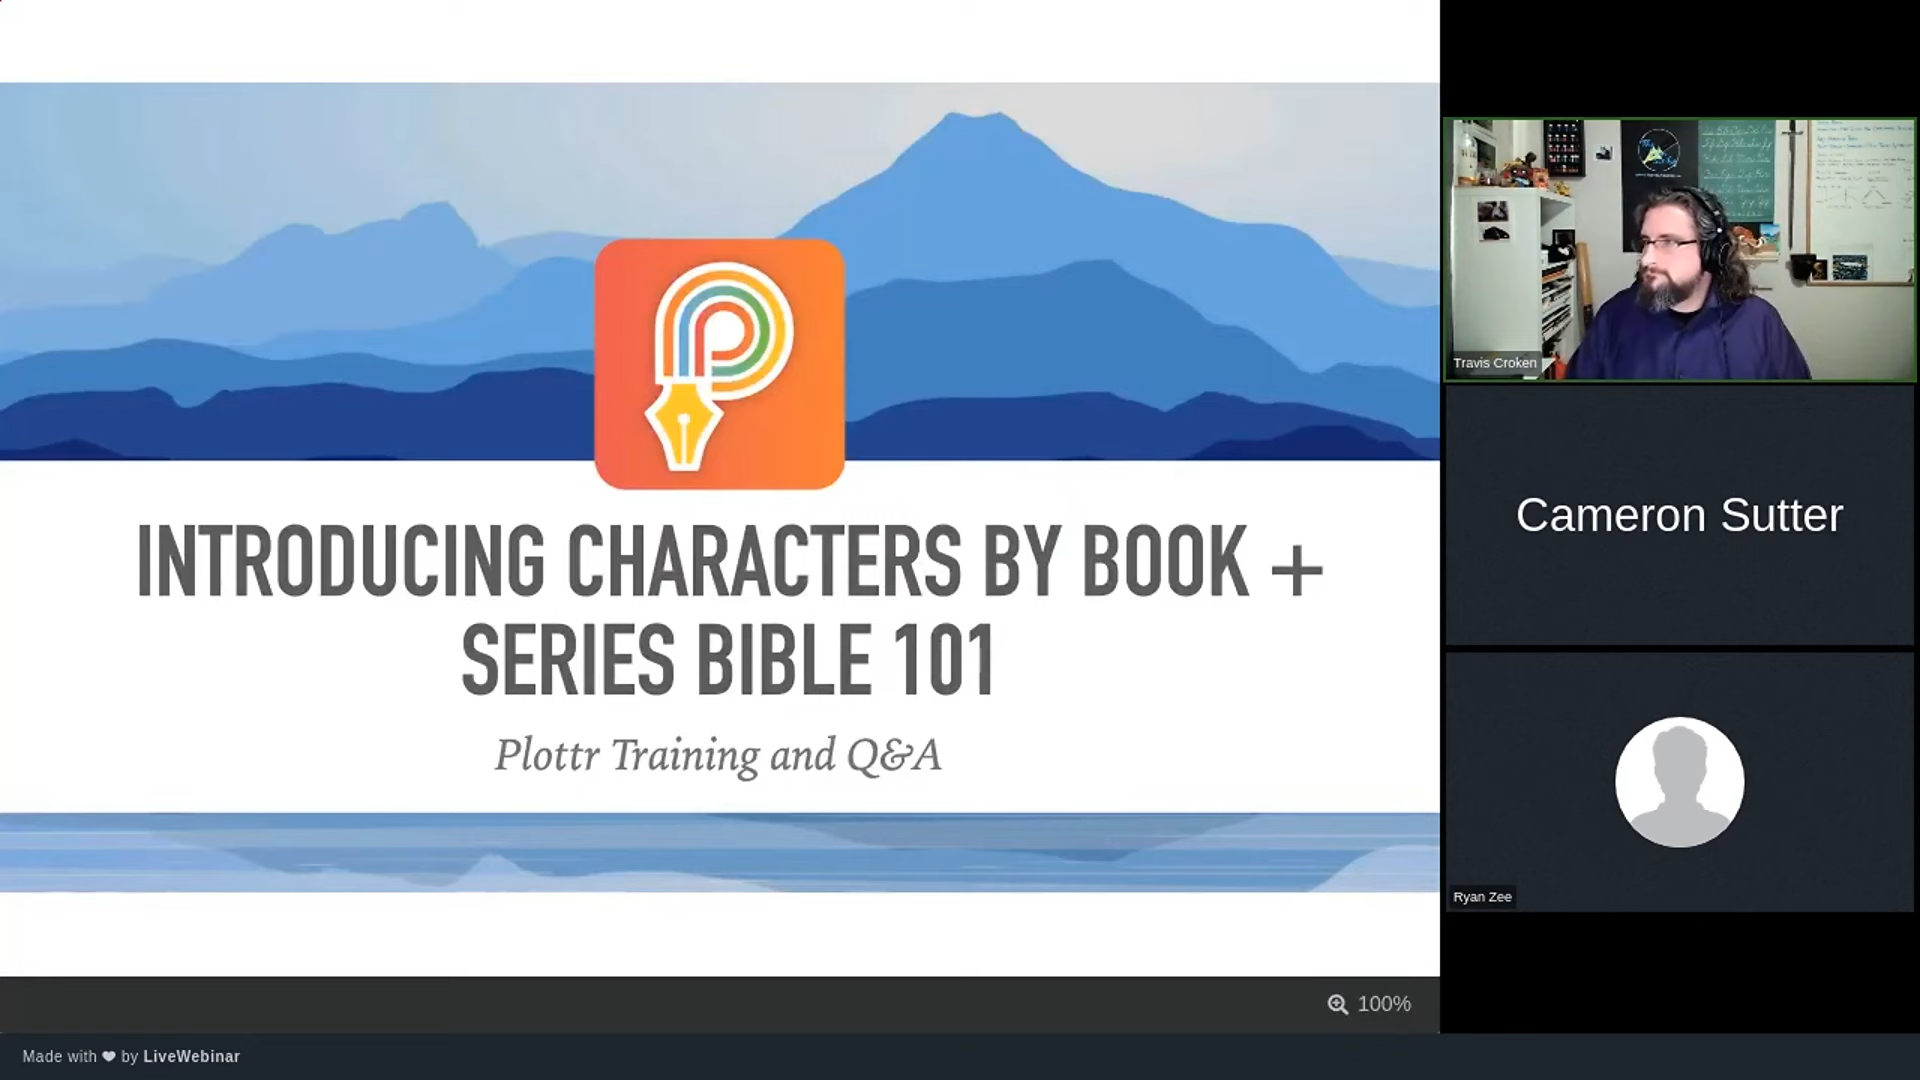 INTRODUCING CHARACTERS BY BOOK +
SERIES BIBLE 101
Plottr Training and Q&A
100%
Travis Croken
Cameron Sutter
Ryan Zee
Made with ❤ by LiveWebinar